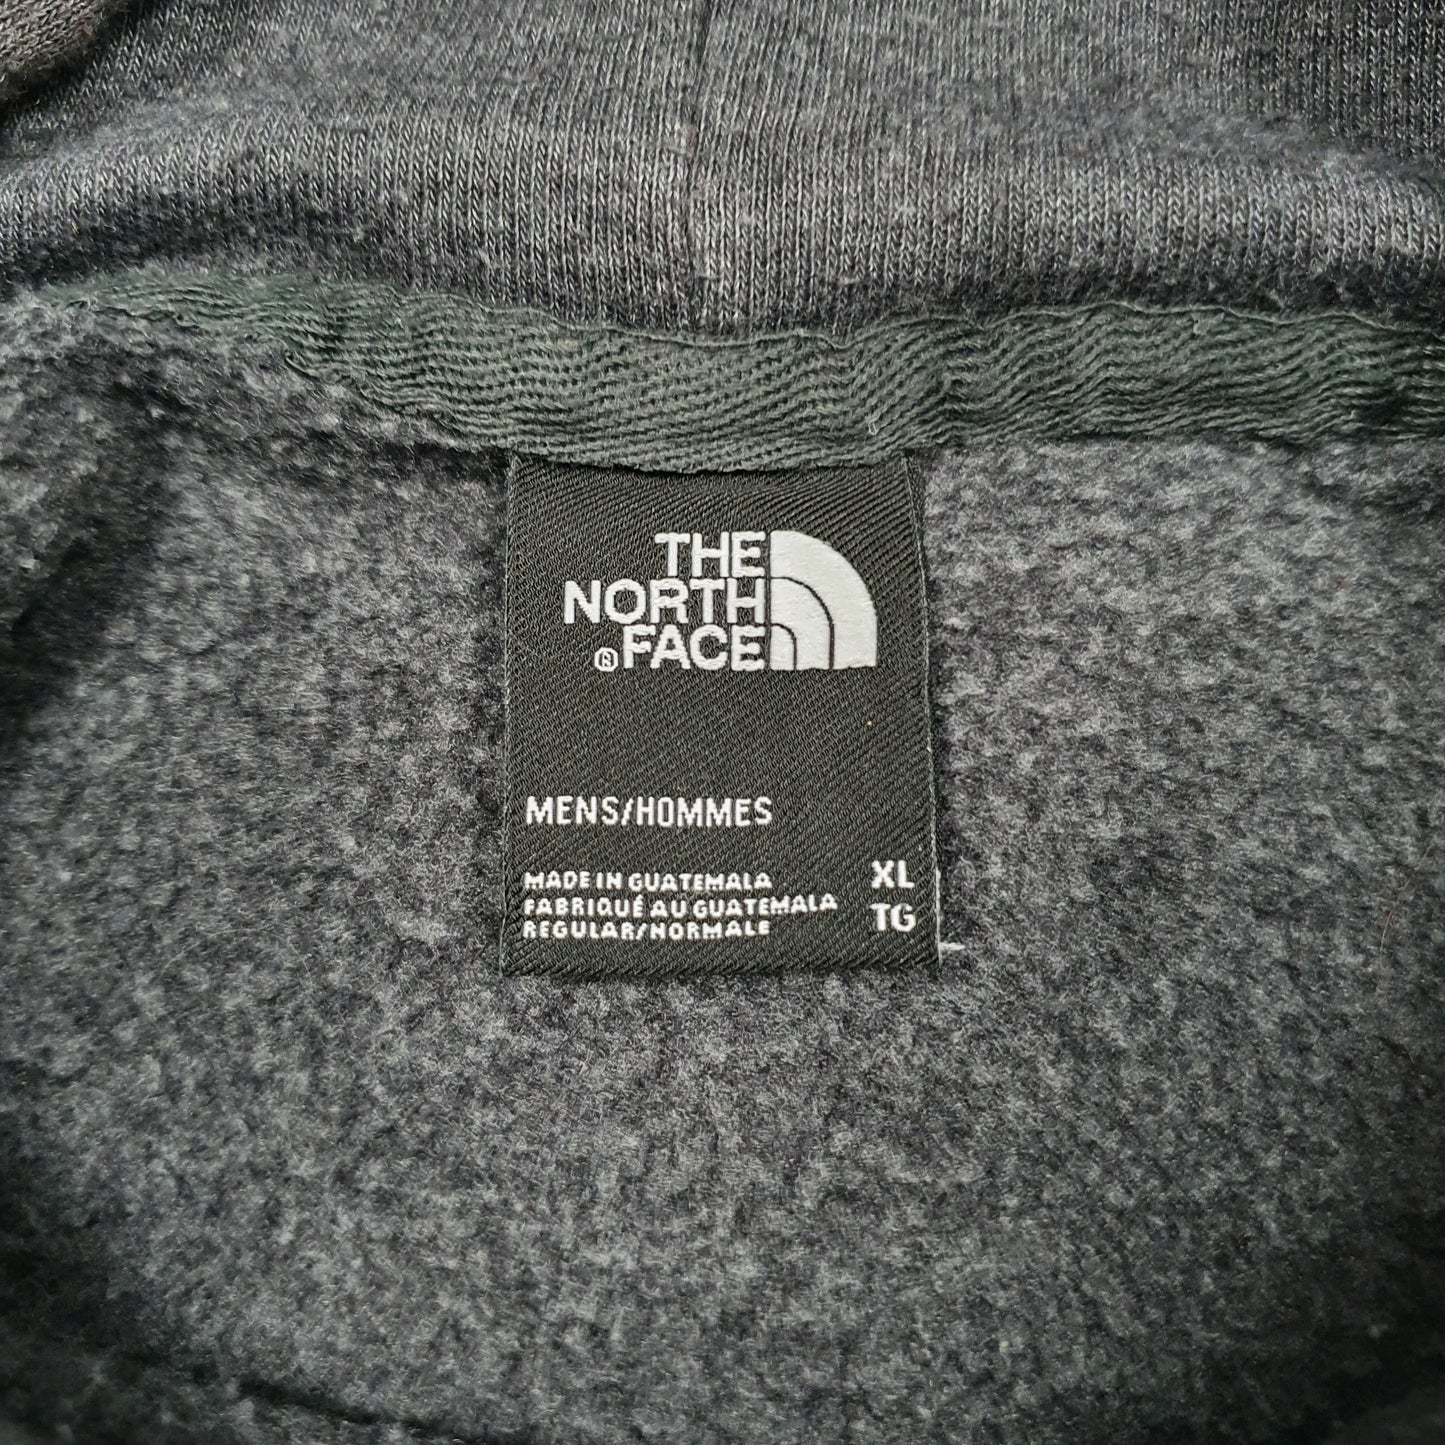 THE
NORTH
® FACE
MENS/HOMMES
MADE IN GUATEMALA
FABRIQUÉ AU GUATEMALA
REGULAR/NORMALE
XL
TG